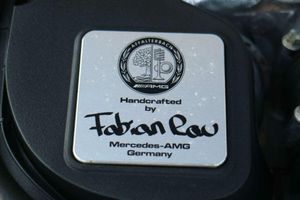 AFFALTERBACH
AMG
Handcrafted
by
Fabian Rau
Mercedes-AMG
Germany